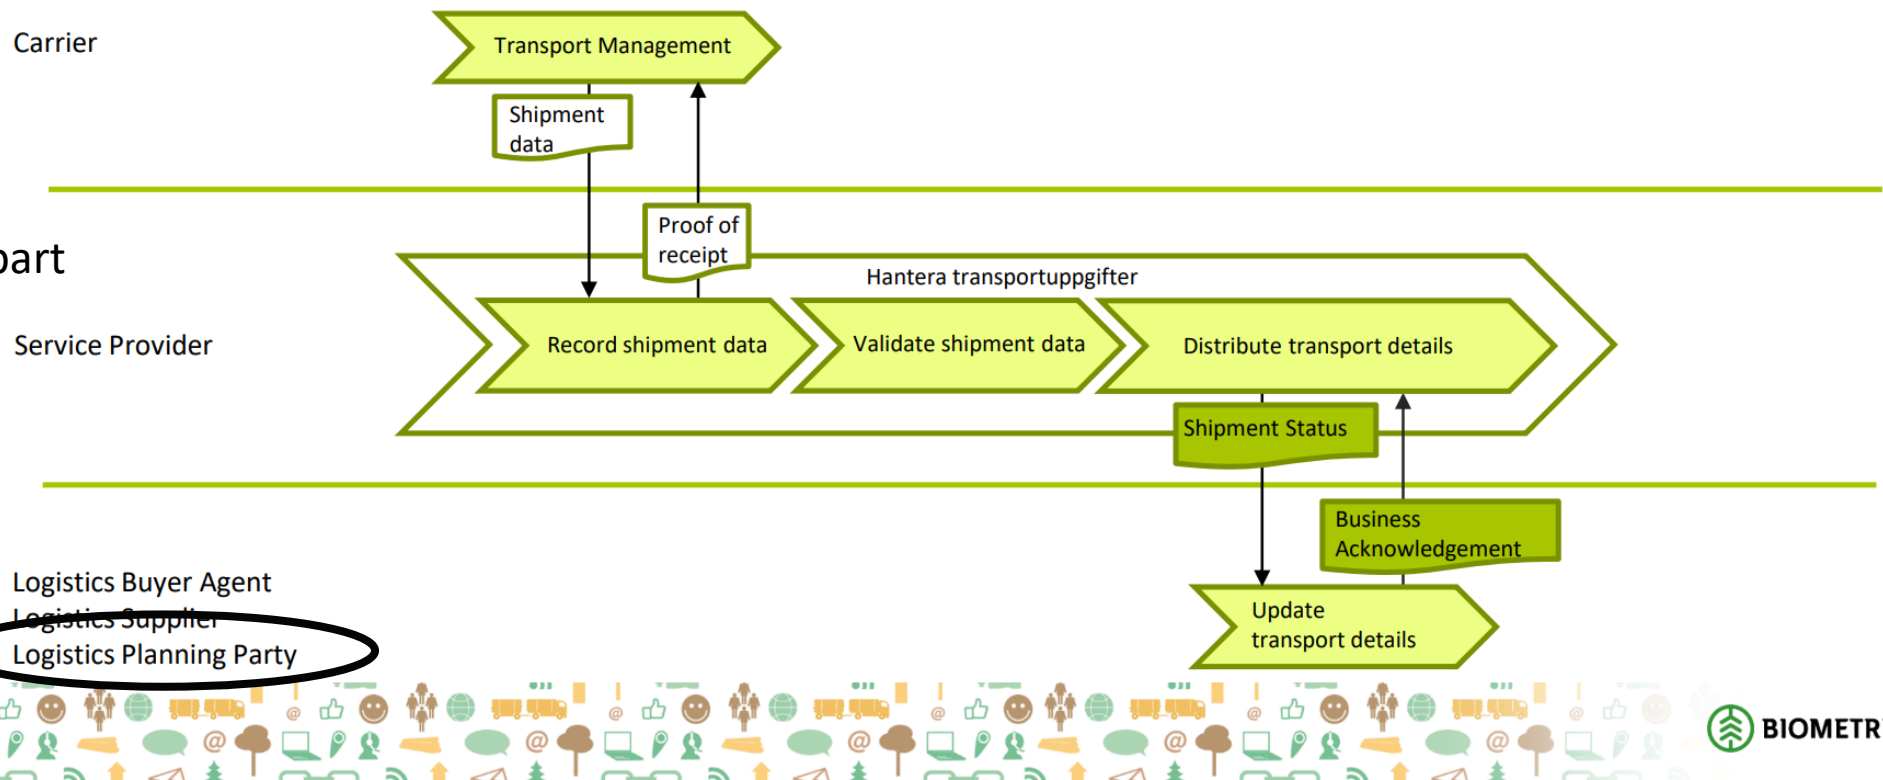 Carrier
Transport Management
Shipment
data
Proof of
receipt
part
Hantera transportuppgifter
Service Provider
Record shipment data
Validate shipment data
Distribute transport details
Shipment Status
Business
Acknowledgement
Logistics Buyer Agent
Logistics Supplier
Logistics Planning Party
Update
transport details
BIOMETR